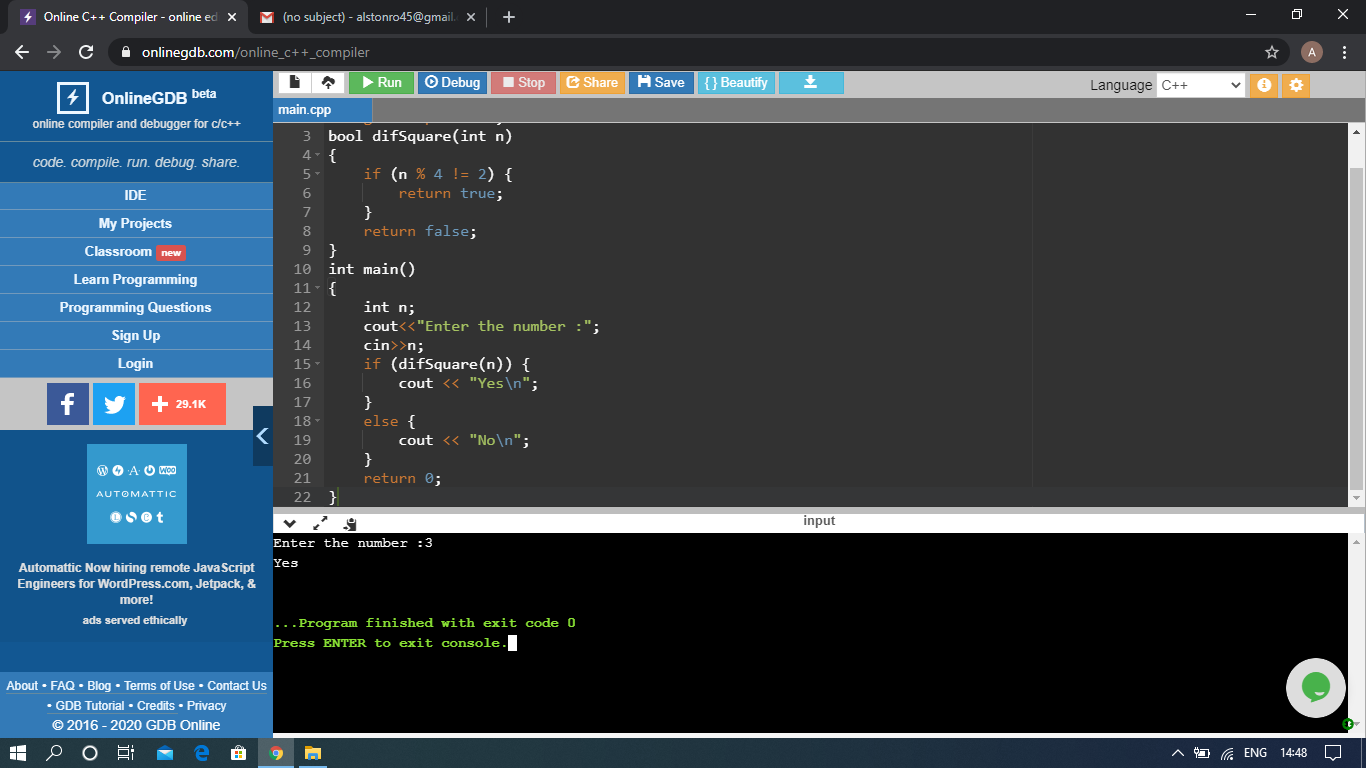 Online C++ Compiler - online ed
(no subject) - alstonro45@gmail.
onlinegdb.com/online_c++_compiler
A
OnlineGDB beta
online compiler and debugger for c/c++
code. compile. run. debug. share.
IDE
My Projects
Classroom new
Learn Programming
Programming Questions
Sign Up
Login
29.1K
WOO
AUTOMATTIC
Automattic Now hiring remote JavaScript
Engineers for WordPress.com, Jetpack, &
more!
ads served ethically
About • FAQ • Blog • Terms of Use • Contact Us
• GDB Tutorial • Credits • Privacy
© 2016 - 2020 GDB Online
Run Debug Stop Share Save { } Beautify
Language C++
main.cpp
3 bool difSquare(int n)
4 {
5 if (n % 4 != 2) {
6 return true;
7 }
8 return false;
9 }
10 int main()
11 {
12 int n;
13 cout<<"Enter the number :";
14 cin>>n;
15 if (difSquare(n)) {
16 cout << "Yes\n";
17 }
18 else {
19 cout << "No\n";
20 }
21 return 0;
22 }
input
Enter the number :3
Yes
...Program finished with exit code 0
Press ENTER to exit console.
ENG 14:48